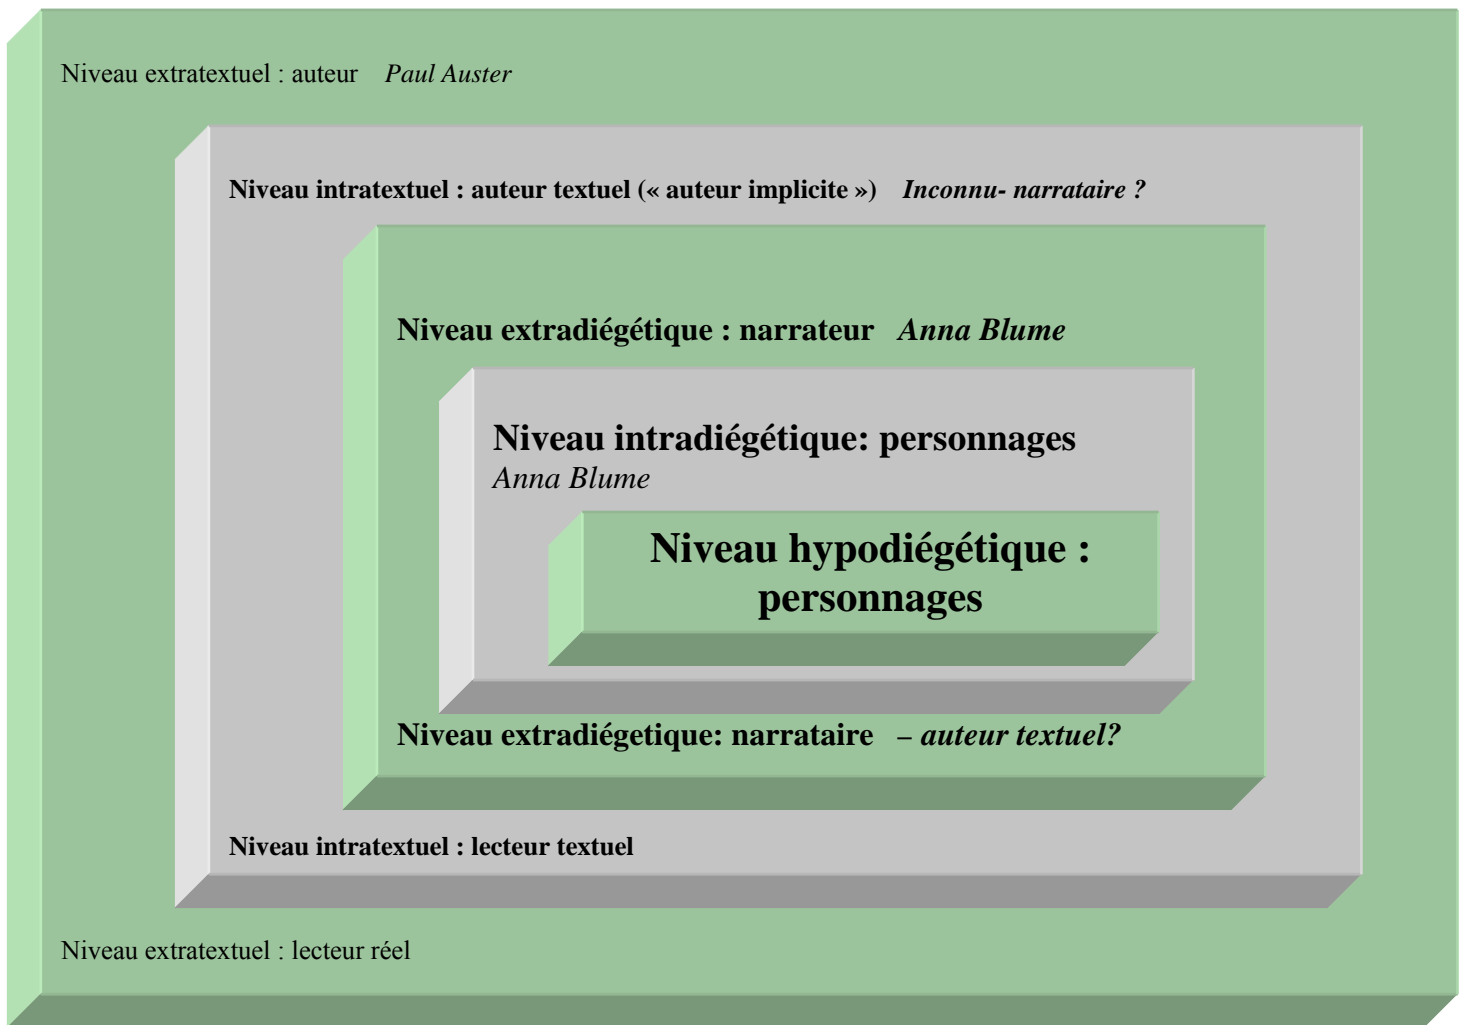 Niveau extratextuel : auteur Paul Auster
Niveau intratextuel : auteur textuel (« auteur implicite ») Inconnu- narrataire ?
Niveau extradiégétique : narrateur Anna Blume
Niveau intradiégétique: personnages
Anna Blume
Niveau hypodiégétique :
personnages
Niveau extradiégetique: narrataire – auteur textuel?
Niveau intratextuel : lecteur textuel
Niveau extratextuel : lecteur réel